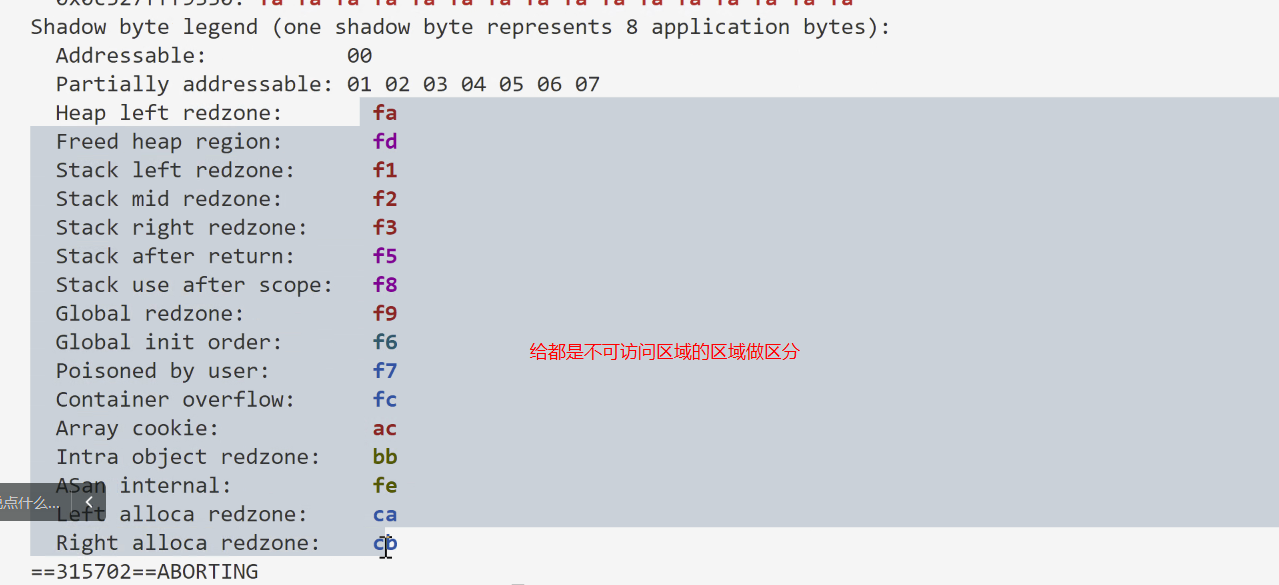 Shadow byte legend (one shadow byte represents 8 application bytes):
Addressable: 00
Partially addressable: 01 02 03 04 05 06 07
Heap left redzone: fa
Freed heap region: fd
Stack left redzone: f1
Stack mid redzone: f2
Stack right redzone: f3
Stack after return: f5
Stack use after scope: f8
Global redzone: f9
Global init order: f6
给都是不可访问区域的区域做区分
Poisoned by user: f7
Container overflow: fc
Array cookie: ac
Intra object redzone: bb
ASan internal: fe
点什么...
Left alloca redzone: ca
Right alloca redzone: cb
==315702==ABORTING